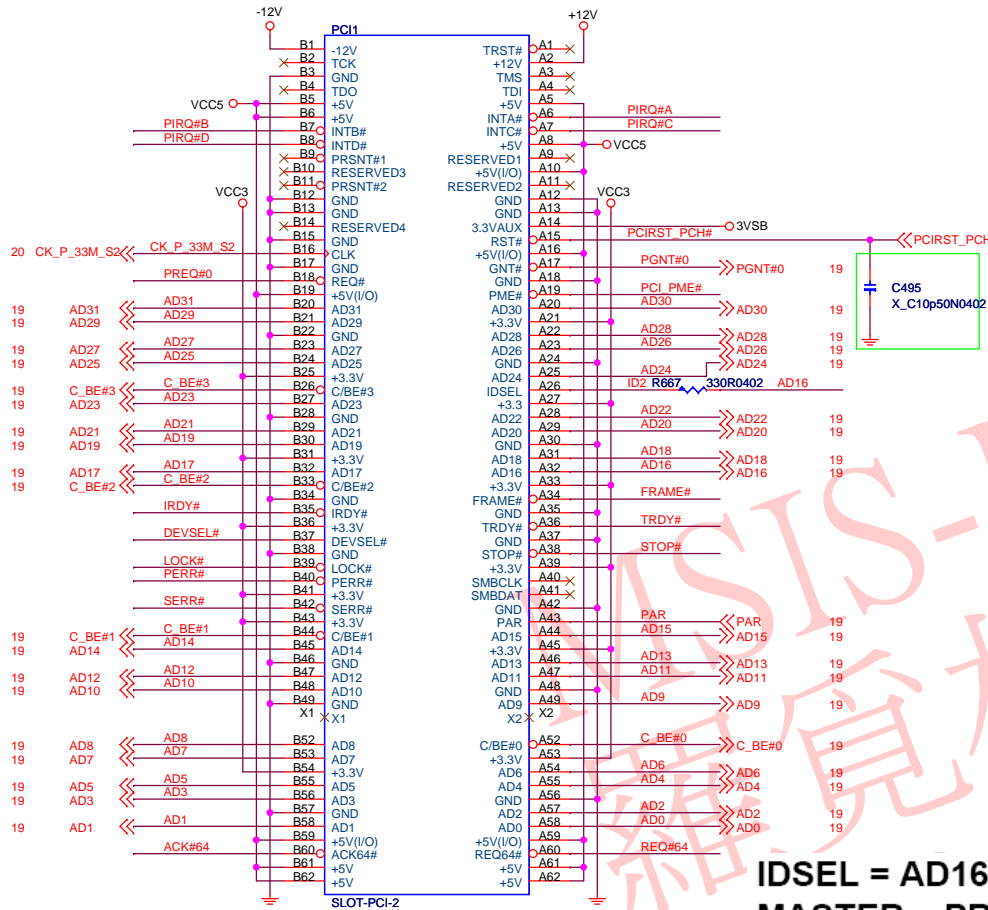 -12V +12V
PCI1
B1 -12V TRST# A1
B2 TCK +12V A2
B3 GND TMS A3
B4 TDO TDI A4
VCC5 B5 +5V +5V A5
B6 +5V INTA# A6 PIRQ#A
PIRQ#B B7 INTB# INTC# A7 PIRQ#C
PIRQ#D B8 INTD# +5V A8 VCC5
B9 PRSNT#1 RESERVED1 A9
B10 RESERVED3 +5V(I/O) A10
B11 PRSNT#2 RESERVED2 A11
VCC3 B12 GND GND A12 VCC3
B13 GND GND A13
B14 RESERVED4 3.3VAUX A14 3VSB
B15 GND RST# A15 PCIRST_PCH# PCIRST_PCH
20 CK_P_33M_S2 CK_P_33M_S2 B16 CLK +5V(I/O) A16
B17 GND GNT# A17 PGNT#0 PGNT#0 19
PREQ#0 B18 REQ# GND A18
B19 +5V(I/O) PME# A19 PCI_PME#
19 AD31 AD31 B20 AD31 AD30 A20 AD30 AD30 19
19 AD29 AD29 B21 AD29 +3.3V A21
B22 GND AD28 A22 AD28 AD28 19
19 AD27 AD27 B23 AD27 AD26 A23 AD26 AD26 19
19 AD25 AD25 B24 AD25 GND A24
B25 +3.3V AD24 A25 AD24 AD24 19
19 C_BE#3 C_BE#3 B26 C/BE#3 IDSEL A26 ID2 R667 330R0402 AD16
19 AD23 AD23 B27 AD23 +3.3 A27
B28 GND AD22 A28 AD22 AD22 19
19 AD21 AD21 B29 AD21 AD20 A29 AD20 AD20 19
19 AD19 AD19 B30 AD19 GND A30
B31 +3.3V AD18 A31 AD18 AD18 19
19 AD17 AD17 B32 AD17 AD16 A32 AD16 AD16 19
19 C_BE#2 C_BE#2 B33 C/BE#2 +3.3V A33
B34 GND FRAME# A34 FRAME#
IRDY# B35 IRDY# GND A35
B36 +3.3V TRDY# A36 TRDY#
DEVSEL# B37 DEVSEL# GND A37
B38 GND STOP# A38 STOP#
LOCK# B39 LOCK# +3.3V A39
PERR# B40 PERR# SMBCLK A40
B41 +3.3V SMBDAT A41
SERR# B42 SERR# GND A42
B43 +3.3V PAR A43 PAR PAR 19
19 C_BE#1 C_BE#1 B44 C/BE#1 AD15 A44 AD15 AD15 19
19 AD14 AD14 B45 AD14 +3.3V A45
B46 GND AD13 A46 AD13 AD13 19
19 AD12 AD12 B47 AD12 AD11 A47 AD11 AD11 19
19 AD10 AD10 B48 AD10 GND A48
B49 GND AD9 A49 AD9 AD9 19
X1 X1 X2 X2
19 AD8 AD8 B52 AD8 C/BE#0 A52 C_BE#0 C_BE#0 19
19 AD7 AD7 B53 AD7 +3.3V A53
B54 +3.3V AD6 A54 AD6 AD6 19
19 AD5 AD5 B55 AD5 AD4 A55 AD4 AD4 19
19 AD3 AD3 B56 AD3 GND A56
B57 GND AD2 A57 AD2 AD2 19
19 AD1 AD1 B58 AD1 AD0 A58 AD0 AD0 19
B59 +5V(I/O) +5V(I/O) A59
ACK#64 B60 ACK64# REQ64# A60 REQ#64
B61 +5V +5V A61
B62 +5V +5V A62
SLOT-PCI-2
C495
X_C10p50N0402
MSIS-
羅覓
IDSEL = AD16